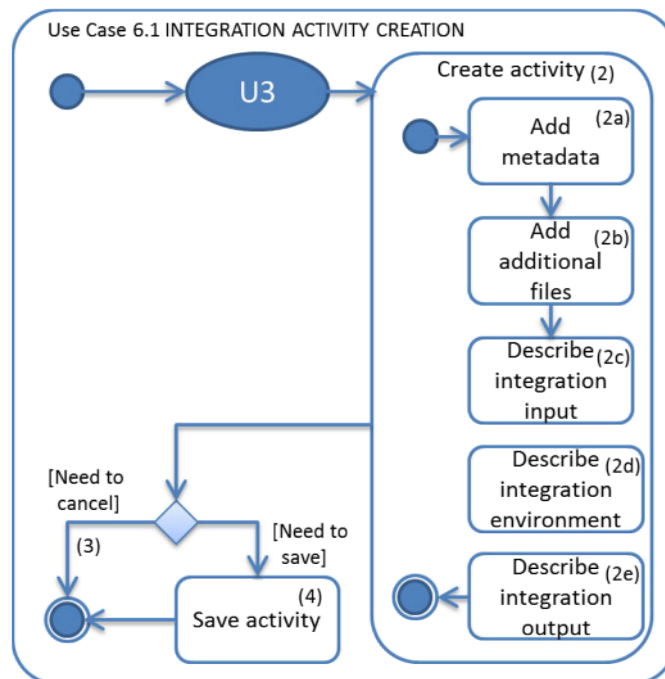 Use Case 6.1 INTEGRATION ACTIVITY CREATION
U3
Create activity (2)
Add (2a)
metadata
Add (2b)
additional
files
Describe (2c)
integration
input
Describe (2d)
integration
environment
Describe (2e)
integration
output
[Need to
cancel]
(3)
[Need to
save]
(4)
Save activity